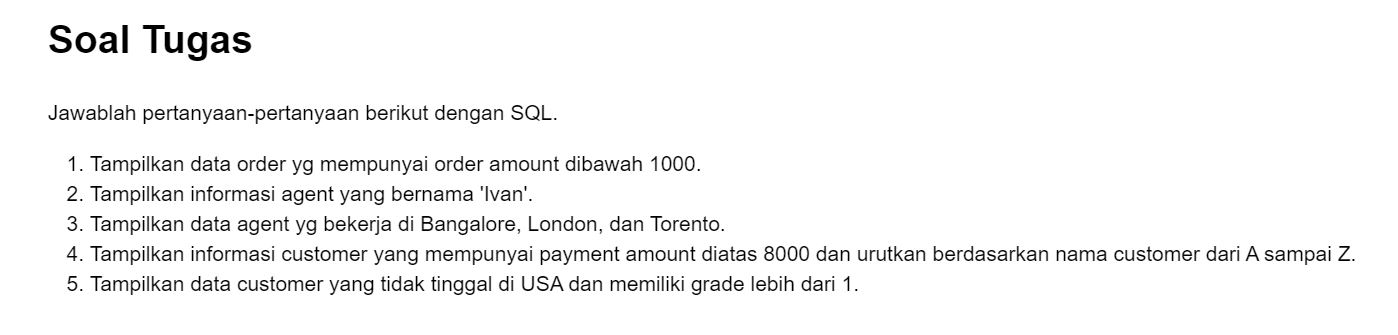 Soal Tugas
Jawablah pertanyaan-pertanyaan berikut dengan SQL.
1. Tampilkan data order yg mempunyai order amount dibawah 1000.
2. Tampilkan informasi agent yang bernama 'Ivan'.
3. Tampilkan data agent yg bekerja di Bangalore, London, dan Torento.
4. Tampilkan informasi customer yang mempunyai payment amount diatas 8000 dan urutkan berdasarkan nama customer dari A sampai Z.
5. Tampilkan data customer yang tidak tinggal di USA dan memiliki grade lebih dari 1.